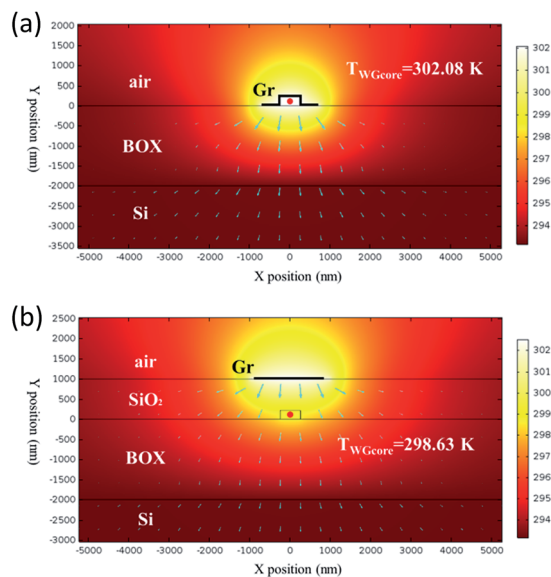 (a)
Y position (nm)
2000
1500
1000
500
0
-500
-1000
-1500
-2000
-2500
-3000
-3500
air
Gr
T_WGcore=302.08 K
BOX
Si
-5000 -4000 -3000 -2000 -1000 0 1000 2000 3000 4000 5000
X position (nm)
302
301
300
299
298
297
296
295
294
(b)
Y position (nm)
2500
2000
1500
1000
500
0
-500
-1000
-1500
-2000
-2500
-3000
air
Gr
SiO₂
BOX
T_WGcore=298.63 K
Si
-5000 -4000 -3000 -2000 -1000 0 1000 2000 3000 4000 5000
X position (nm)
302
301
300
299
298
297
296
295
294